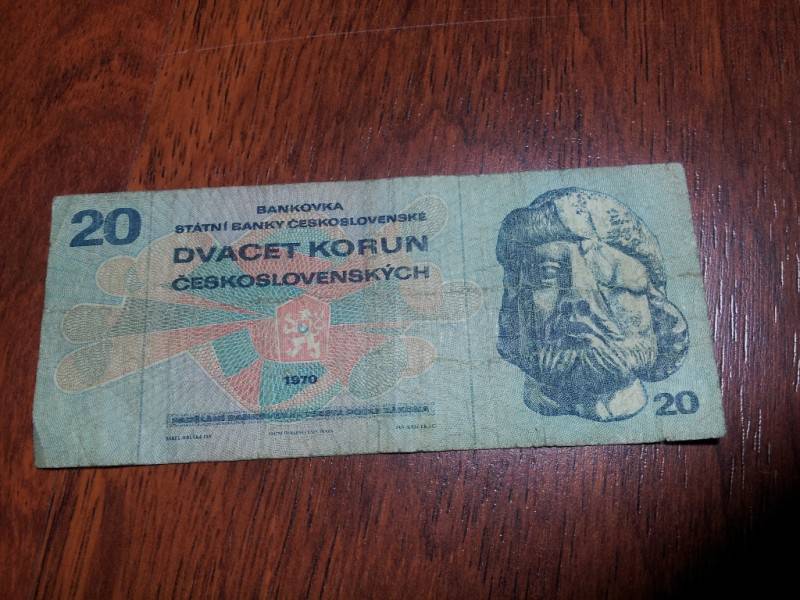 20
BANKOVKA
STÁTNÍ BANKY ČESKOSLOVENSKÉ
DVACET KORUN
ČESKOSLOVENSKÝCH
1970
20